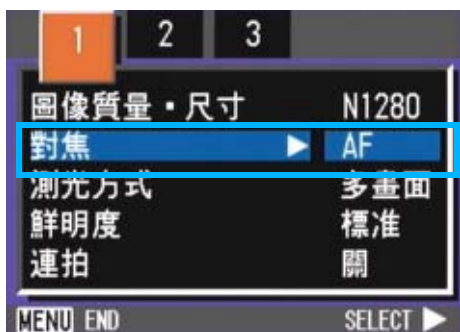 1 2 3
圖像質量・尺寸 N1280
對焦 ▶ AF
測光方式 多畫面
鮮明度 標准
連拍 關
MENU END SELECT ▶